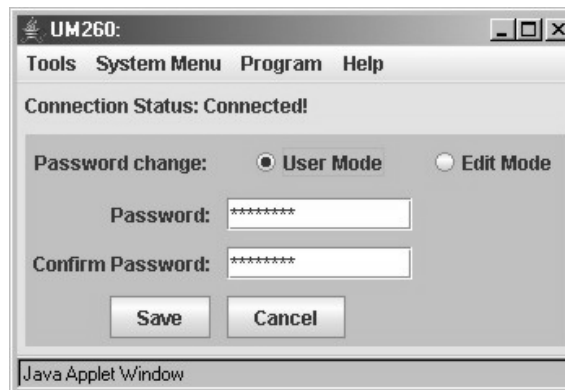 UM260:
Tools System Menu Program Help
Connection Status: Connected!
Password change: User Mode Edit Mode
Password: ********
Confirm Password: ********
Save Cancel
Java Applet Window